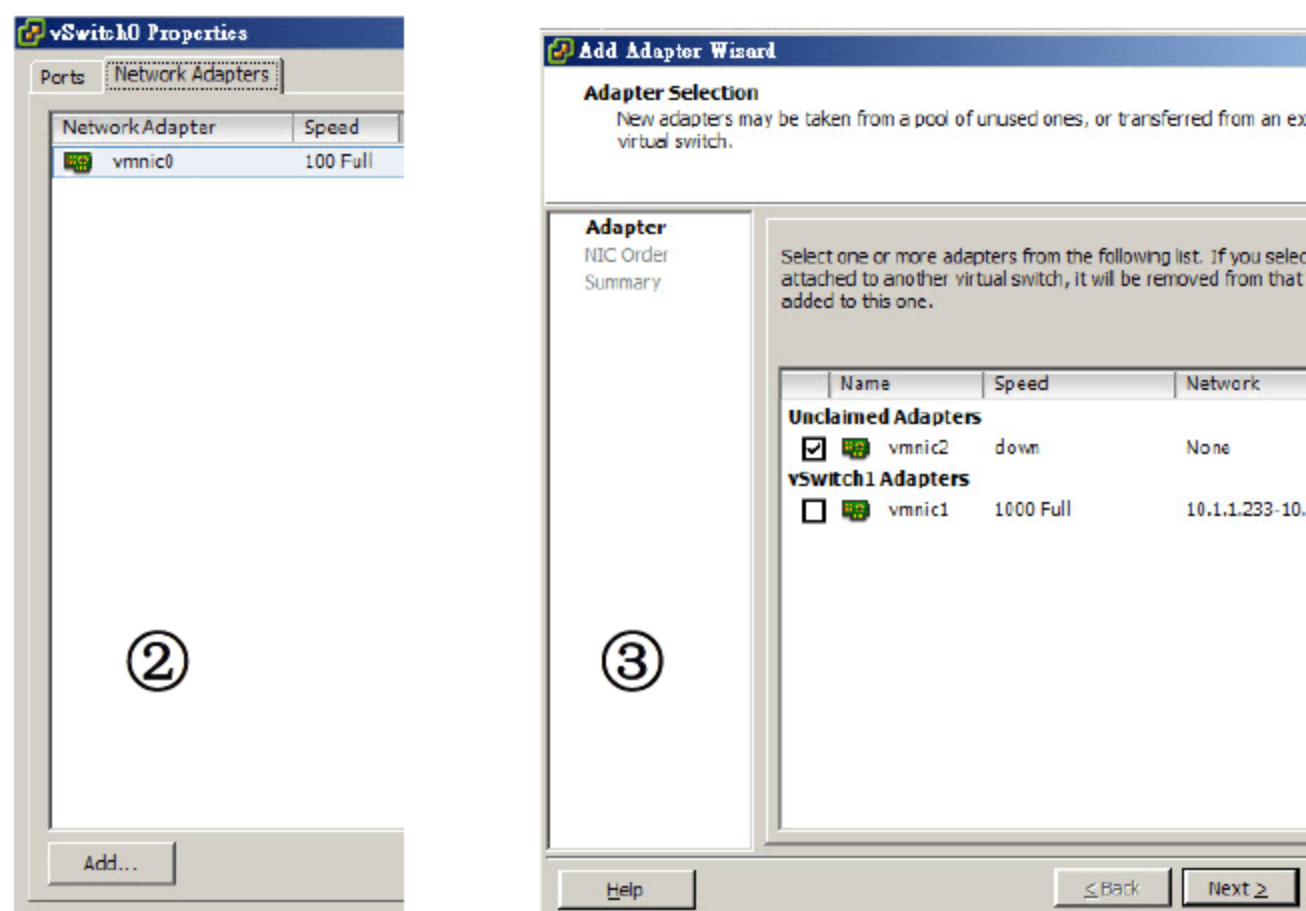 vSwitch0 Properties
Ports
Network Adapters
Network Adapter
Speed
vmnic0
100 Full
②
Add...
Add Adapter Wizard
Adapter Selection
New adapters may be taken from a pool of unused ones, or transferred from an ex
virtual switch.
Adapter
NIC Order
Summary
Select one or more adapters from the following list. If you selec
attached to another virtual switch, it will be removed from that
added to this one.
Name
Speed
Network
Unclaimed Adapters
vmnic2
down
None
vSwitch1 Adapters
vmnic1
1000 Full
10.1.1.233-10.
③
Help
< Back
Next >